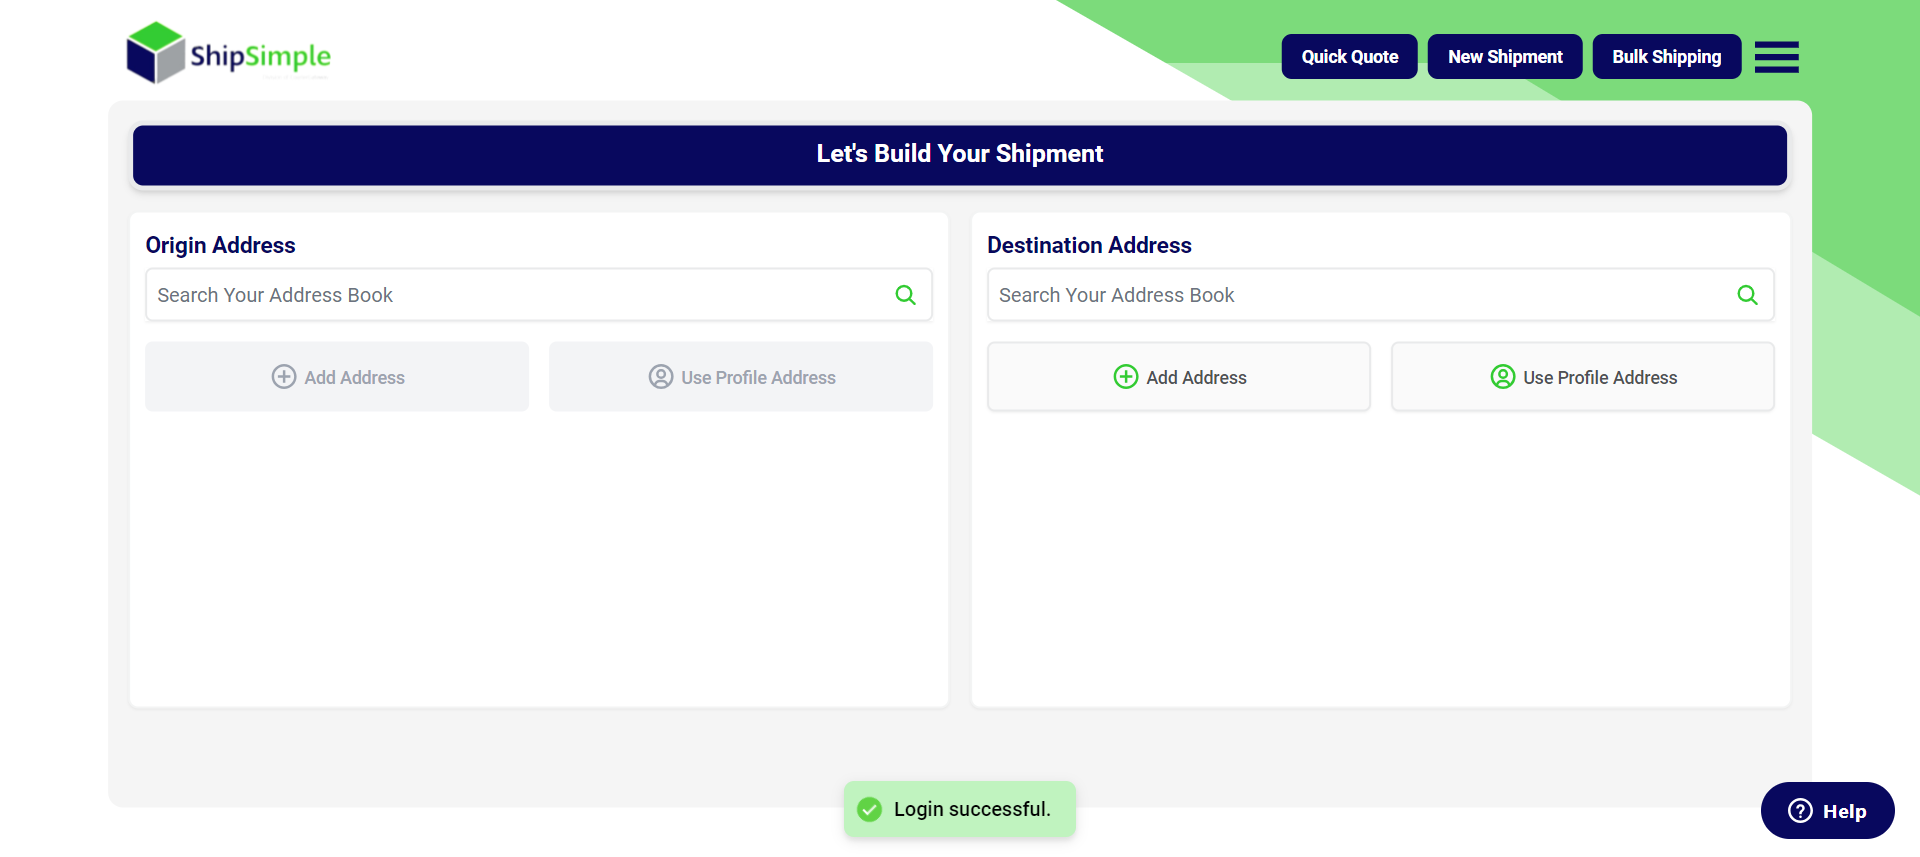 ShipSimple
Quick Quote
New Shipment
Bulk Shipping
Let's Build Your Shipment
Origin Address
Search Your Address Book
Add Address
Use Profile Address
Destination Address
Search Your Address Book
Add Address
Use Profile Address
Login successful.
Help